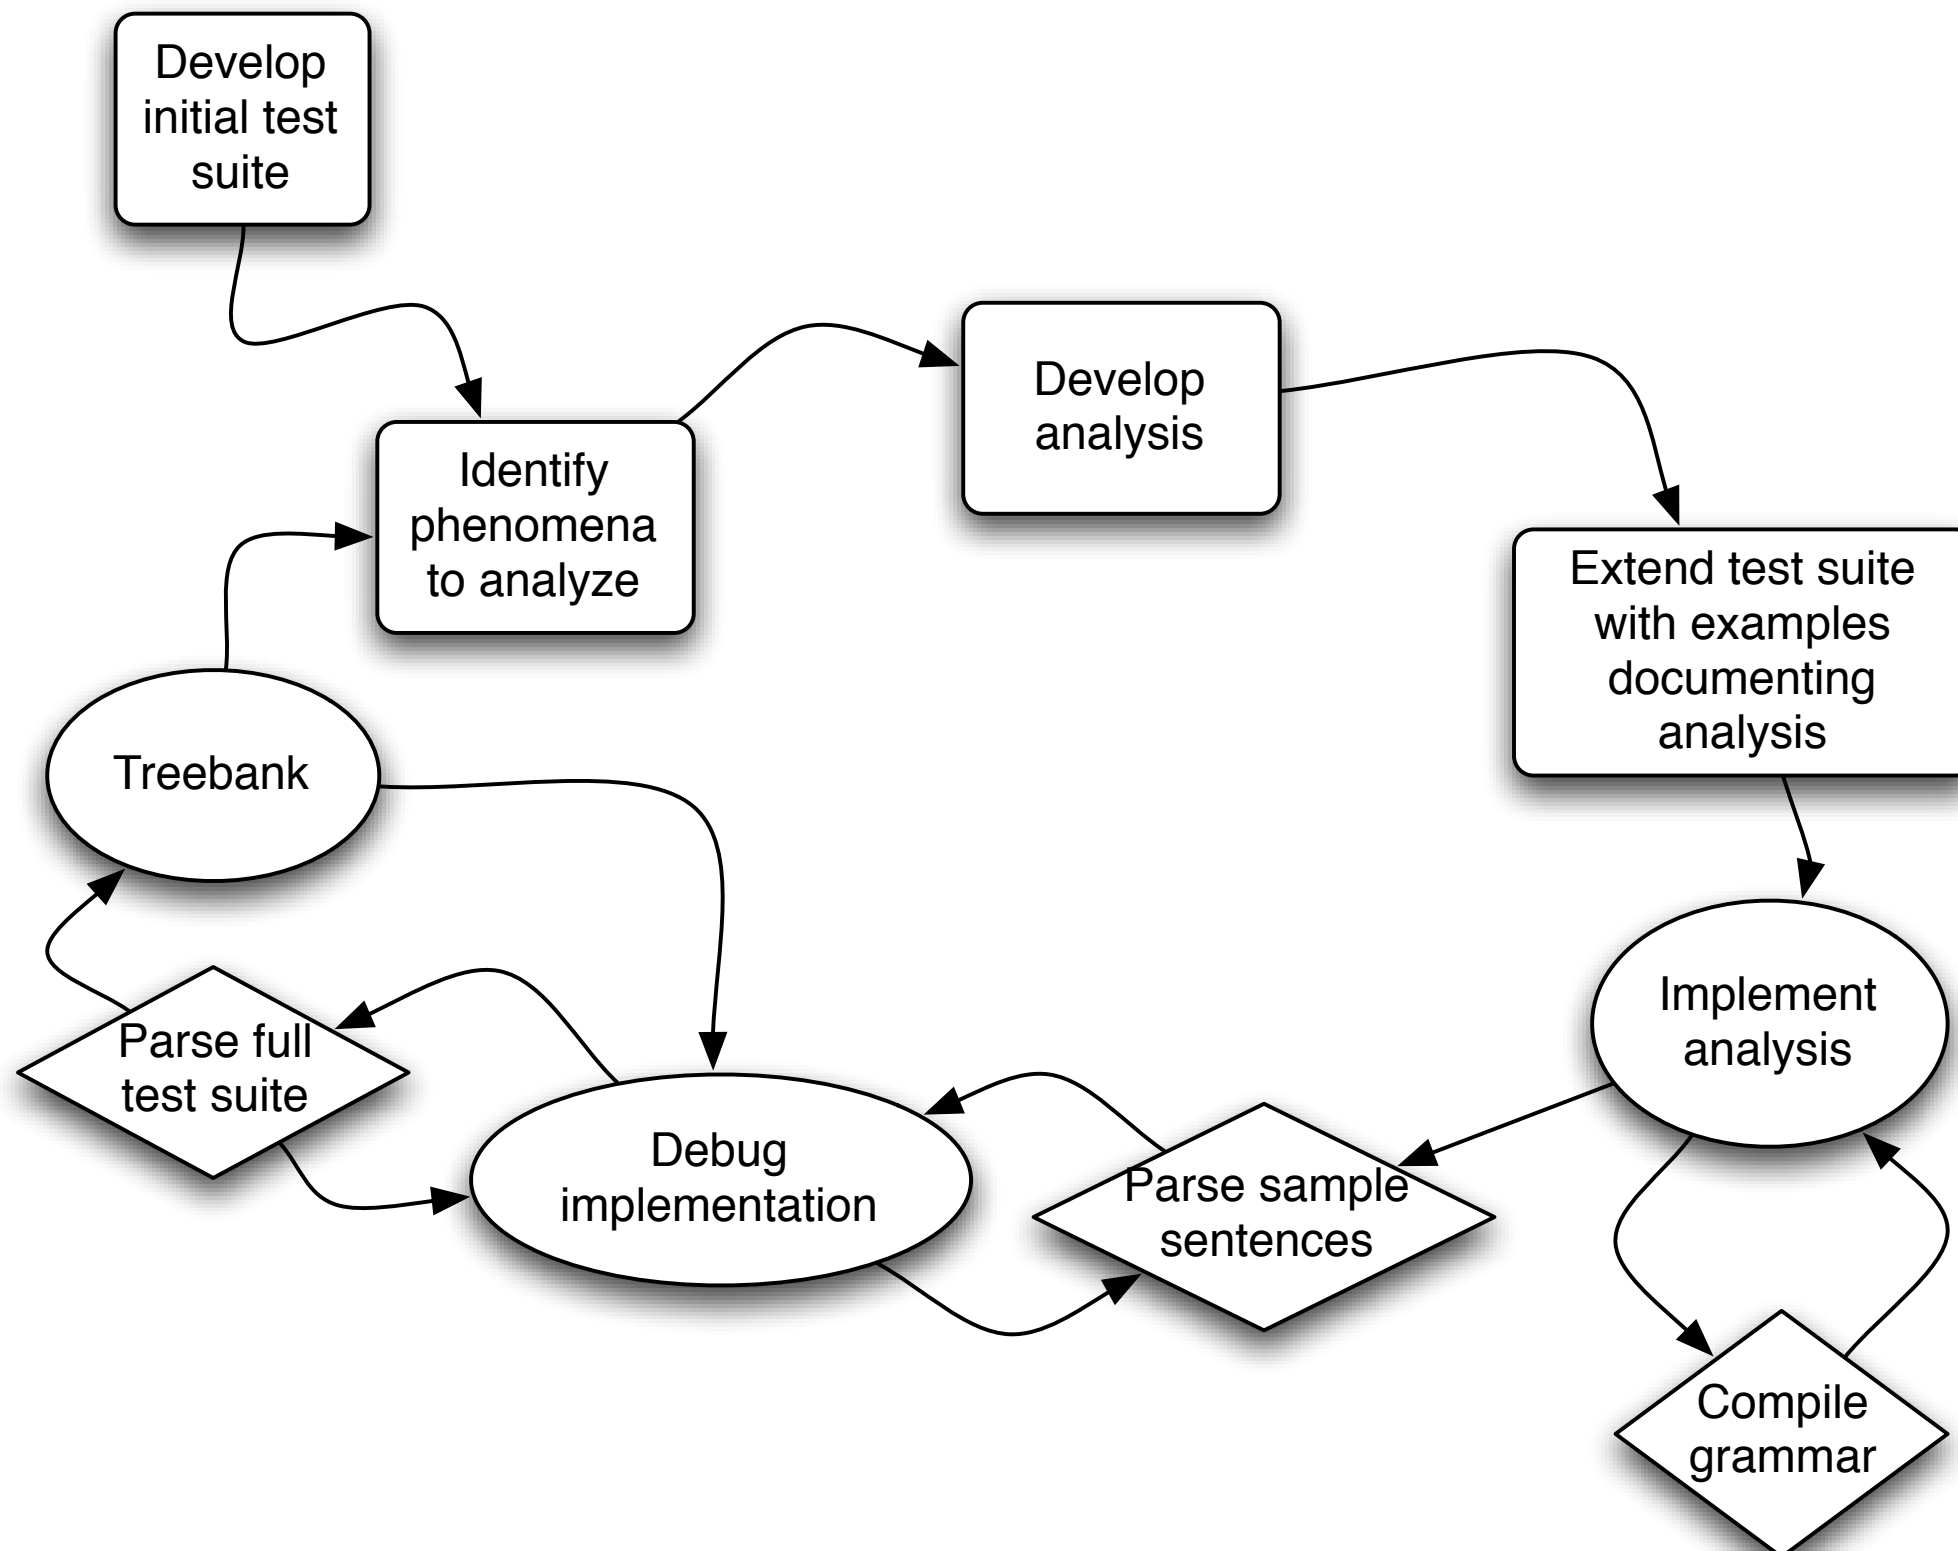 Develop
initial test
suite
Identify
phenomena
to analyze
Develop
analysis
Extend test suite
with examples
documenting
analysis
Treebank
Implement
analysis
Parse full
test suite
Debug
implementation
Parse sample
sentences
Compile
grammar